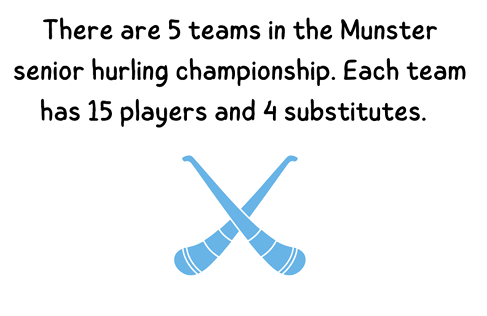 There are 5 teams in the Munster
senior hurling championship. Each team
has 15 players and 4 substitutes.